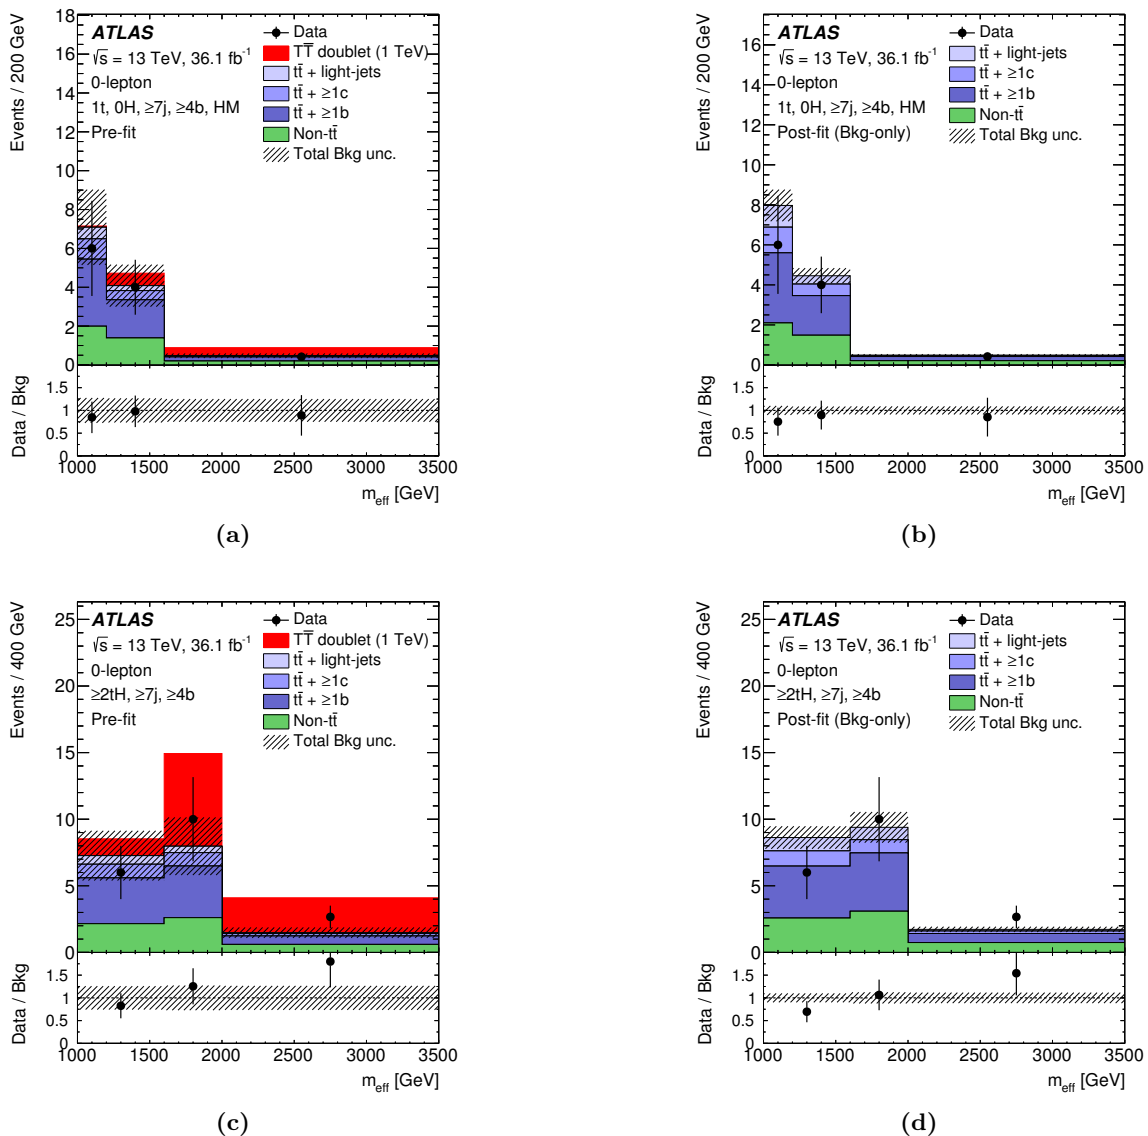 ATLAS
√s = 13 TeV, 36.1 fb⁻¹
0-lepton
1t, 0H, ≥7j, ≥4b, HM
Pre-fit
Data
TT̅ doublet (1 TeV)
tt̅ + light-jets
tt̅ + ≥1c
tt̅ + ≥1b
Non-tt̅
Total Bkg unc.
Events / 200 GeV
18
16
14
12
10
8
6
4
2
0
Data / Bkg
1.5
1
0.5
0
1000 1500 2000 2500 3000 3500
m_eff [GeV]
(a)
ATLAS
√s = 13 TeV, 36.1 fb⁻¹
0-lepton
1t, 0H, ≥7j, ≥4b, HM
Post-fit (Bkg-only)
Data
tt̅ + light-jets
tt̅ + ≥1c
tt̅ + ≥1b
Non-tt̅
Total Bkg unc.
Events / 200 GeV
16
14
12
10
8
6
4
2
0
Data / Bkg
1.5
1
0.5
0
1000 1500 2000 2500 3000 3500
m_eff [GeV]
(b)
ATLAS
√s = 13 TeV, 36.1 fb⁻¹
0-lepton
≥2tH, ≥7j, ≥4b
Pre-fit
Data
TT̅ doublet (1 TeV)
tt̅ + light-jets
tt̅ + ≥1c
tt̅ + ≥1b
Non-tt̅
Total Bkg unc.
Events / 400 GeV
25
20
15
10
5
0
Data / Bkg
1.5
1
0.5
0
1000 1500 2000 2500 3000 3500
m_eff [GeV]
(c)
ATLAS
√s = 13 TeV, 36.1 fb⁻¹
0-lepton
≥2tH, ≥7j, ≥4b
Post-fit (Bkg-only)
Data
tt̅ + light-jets
tt̅ + ≥1c
tt̅ + ≥1b
Non-tt̅
Total Bkg unc.
Events / 400 GeV
25
20
15
10
5
0
Data / Bkg
1.5
1
0.5
0
1000 1500 2000 2500 3000 3500
m_eff [GeV]
(d)